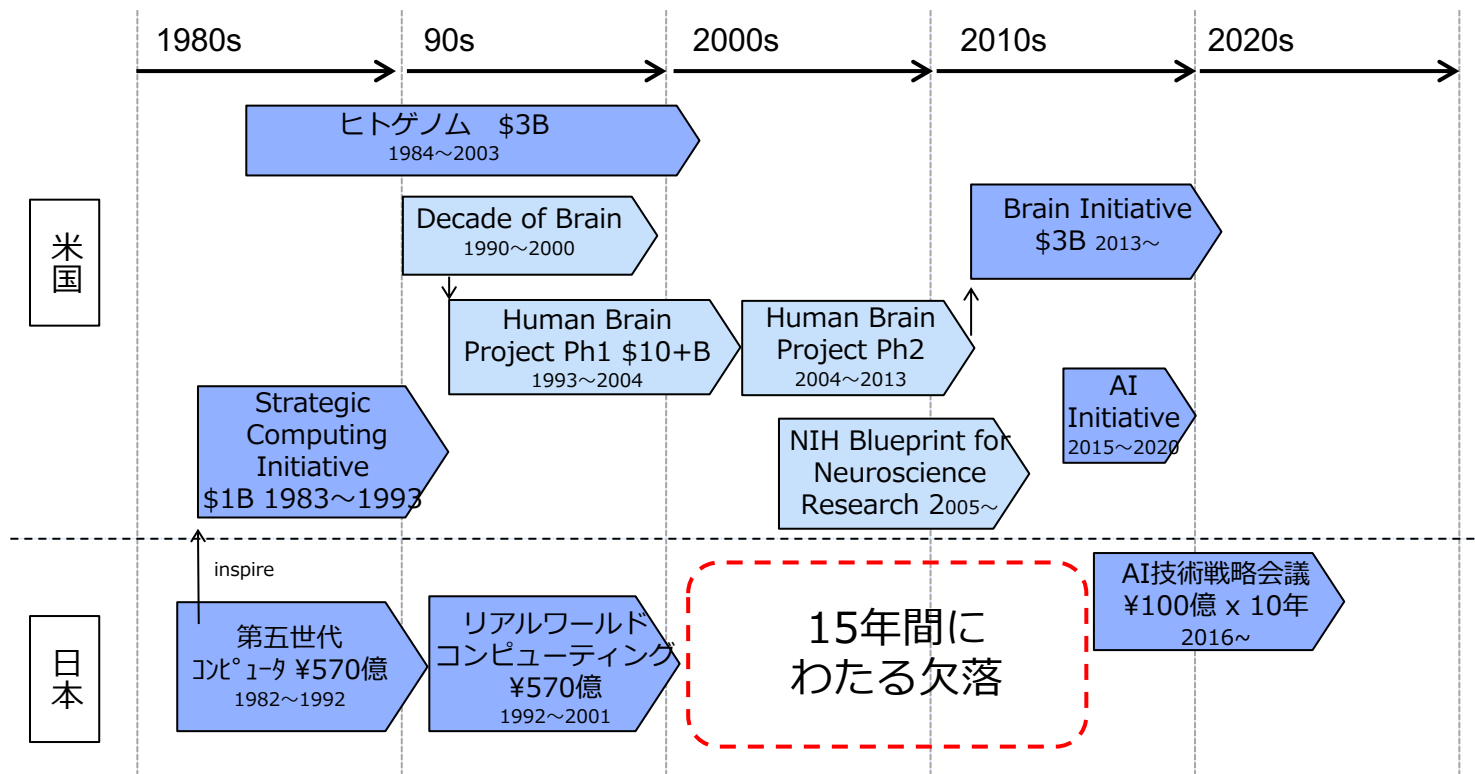 1980s
90s
2000s
2010s
2020s
米国
ヒトゲノム $3B
1984～2003
Decade of Brain
1990～2000
Brain Initiative
$3B 2013～
Human Brain
Project Ph1 $10+B
1993～2004
Human Brain
Project Ph2
2004～2013
Strategic
Computing
Initiative
$1B 1983～1993
AI
Initiative
2015～2020
NIH Blueprint for
Neuroscience
Research 2005～
inspire
日本
第五世代
ｺﾝﾋﾟｭｰﾀ ¥570億
1982～1992
リアルワールド
コンピューティング
¥570億
1992～2001
15年間に
わたる欠落
AI技術戦略会議
¥100億 x 10年
2016~